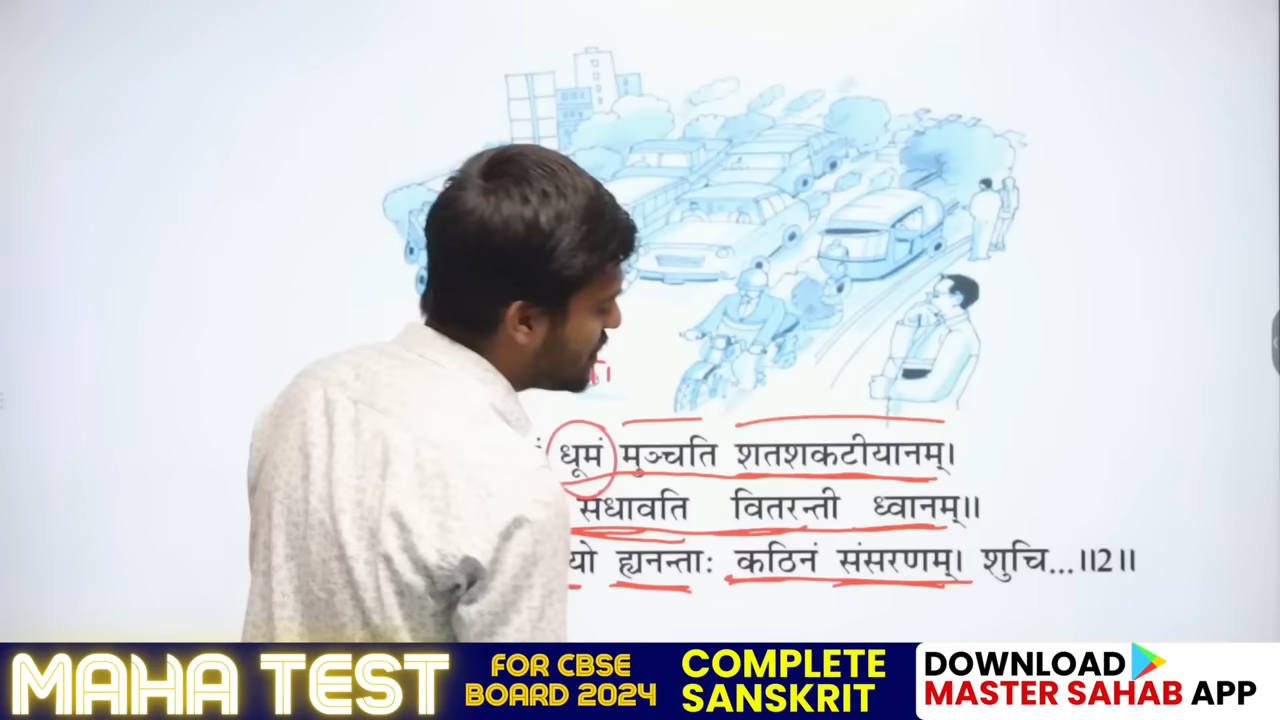 धूमं मुञ्चति शतशकटीयानम्।
संधावति वितरन्ती ध्वानम्॥
यो ह्यनन्ताः कठिनं संसरणम्। शुचि...॥2॥
MAHA TEST
FOR CBSE
BOARD 2024
COMPLETE
SANSKRIT
DOWNLOAD
MASTER SAHAB APP